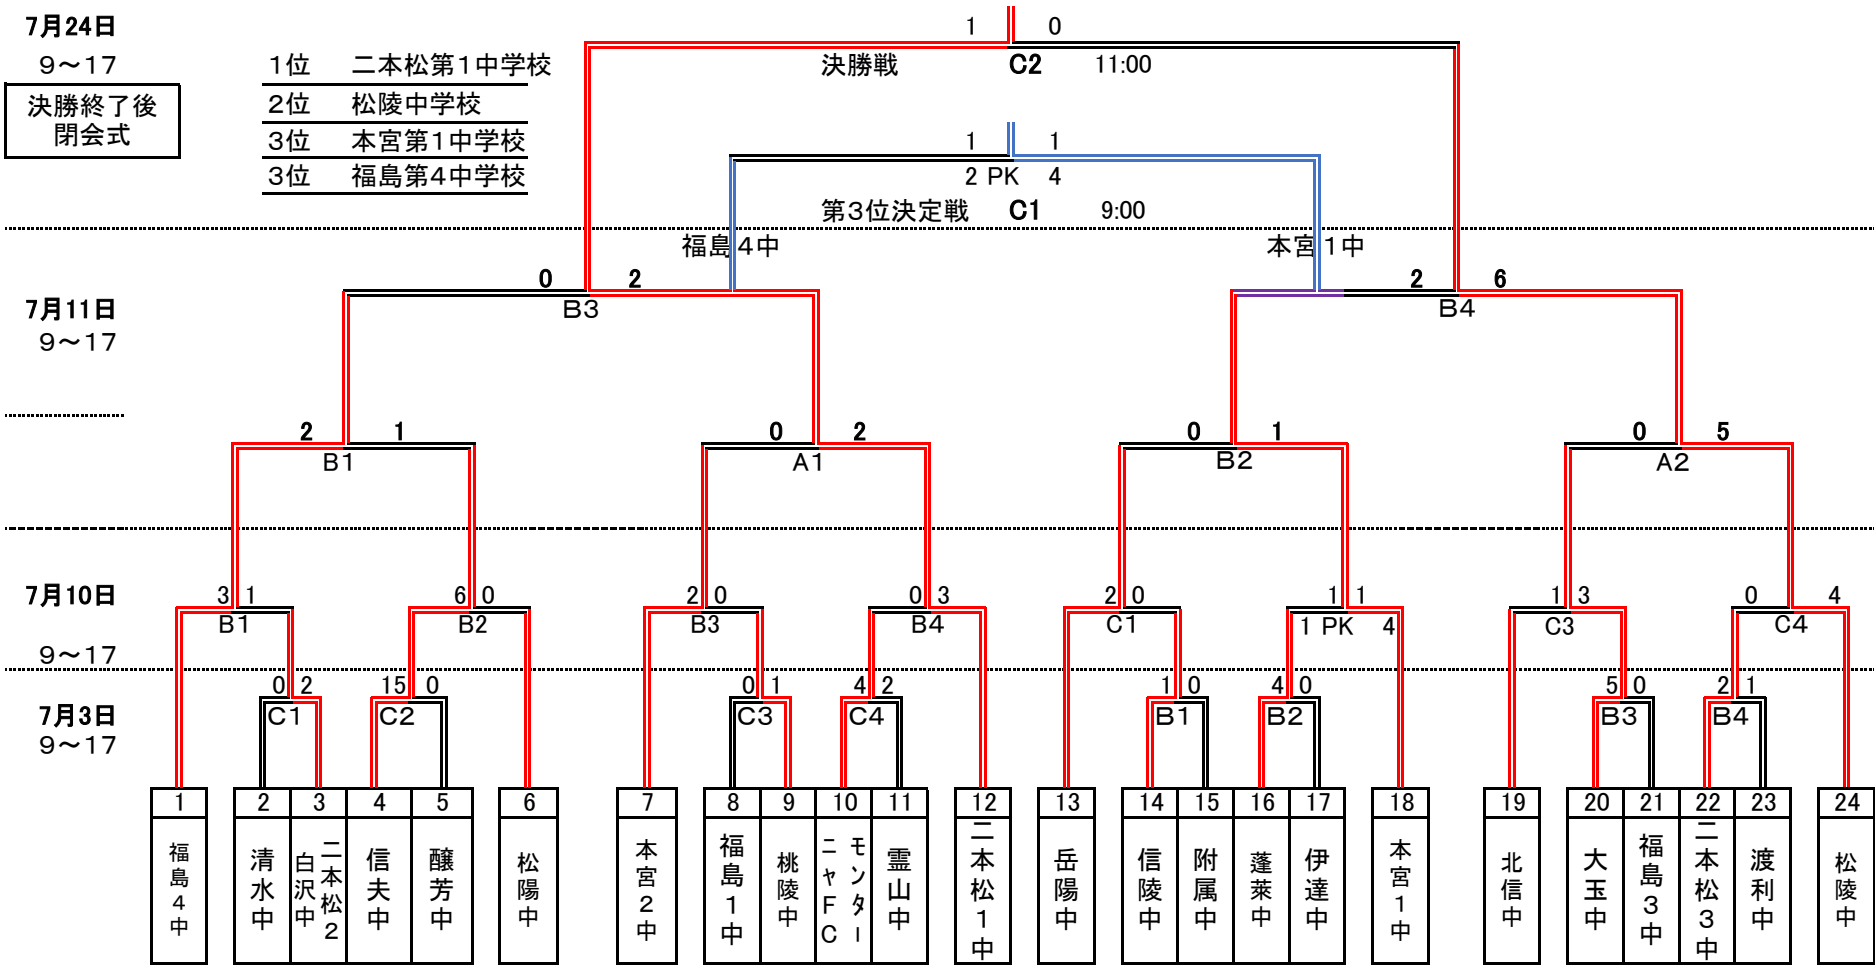 7月24日
9～17
決勝終了後
閉会式
1位 二本松第1中学校
2位 松陵中学校
3位 本宮第1中学校
3位 福島第4中学校
1 0
決勝戦 C2 11:00
1 1
2 PK 4
第3位決定戦 C1 9:00
福島4中 本宮1中
7月11日
9～17
0 2 2 6
B3 B4
2 1 0 2 0 1 0 5
B1 A1 B2 A2
7月10日
9～17
3 1 6 0 2 0 0 3 2 0 1 1 1 3 0 4
B1 B2 B3 B4 C1 1 PK 4 C3 C4
7月3日
9～17
0 2 15 0 0 1 4 2 1 0 4 0 5 0 2 1
C1 C2 C3 C4 B1 B2 B3 B4
1 2 3 4 5 6 7 8 9 10 11 12 13 14 15 16 17 18 19 20 21 22 23 24
福島4中
清水中
二本松2
白沢中
信夫中
醸芳中
松陽中
本宮2中
福島1中
桃陵中
モンター
ニャFC
霊山中
二本松1中
岳陽中
信陵中
附属中
蓬莱中
伊達中
本宮1中
北信中
大玉中
福島3中
二本松3中
渡利中
松陵中